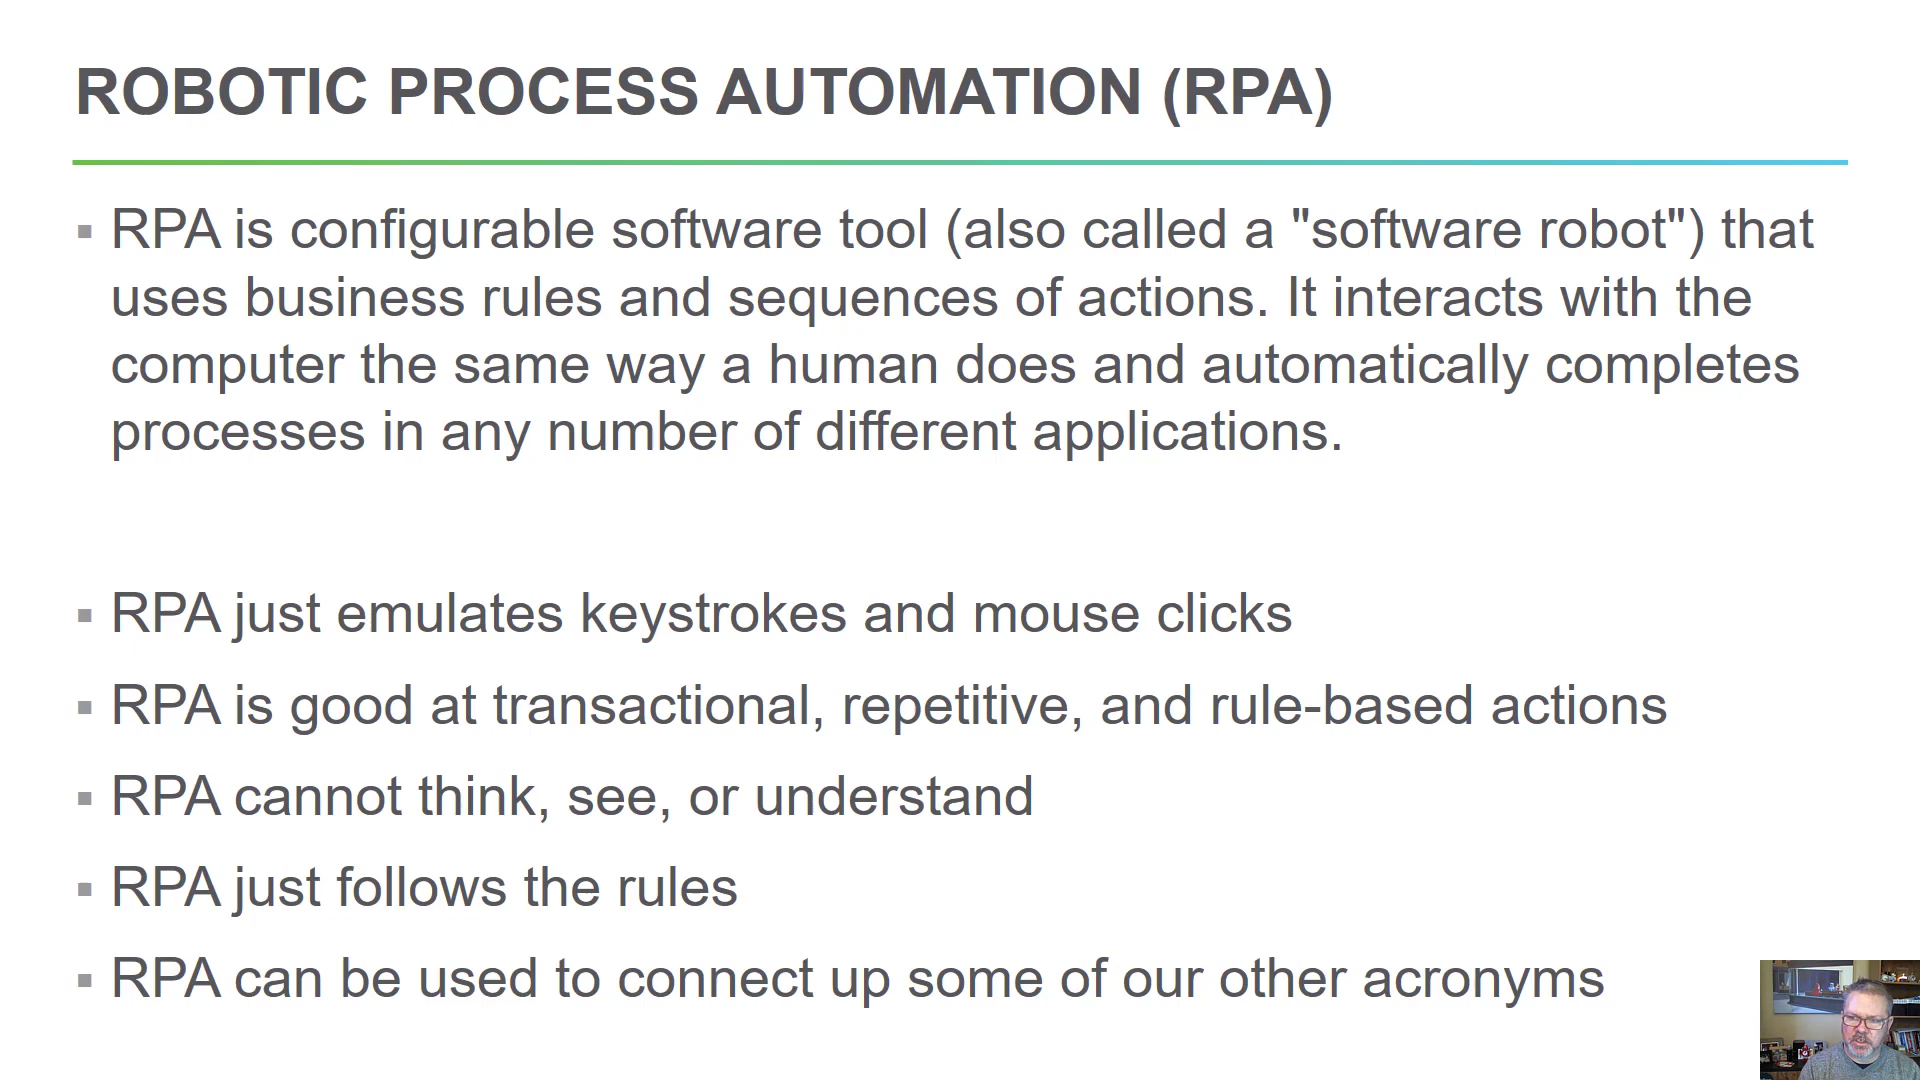 ROBOTIC PROCESS AUTOMATION (RPA)
▪ RPA is configurable software tool (also called a "software robot") that
uses business rules and sequences of actions. It interacts with the
computer the same way a human does and automatically completes
processes in any number of different applications.
▪ RPA just emulates keystrokes and mouse clicks
▪ RPA is good at transactional, repetitive, and rule-based actions
▪ RPA cannot think, see, or understand
▪ RPA just follows the rules
▪ RPA can be used to connect up some of our other acronyms